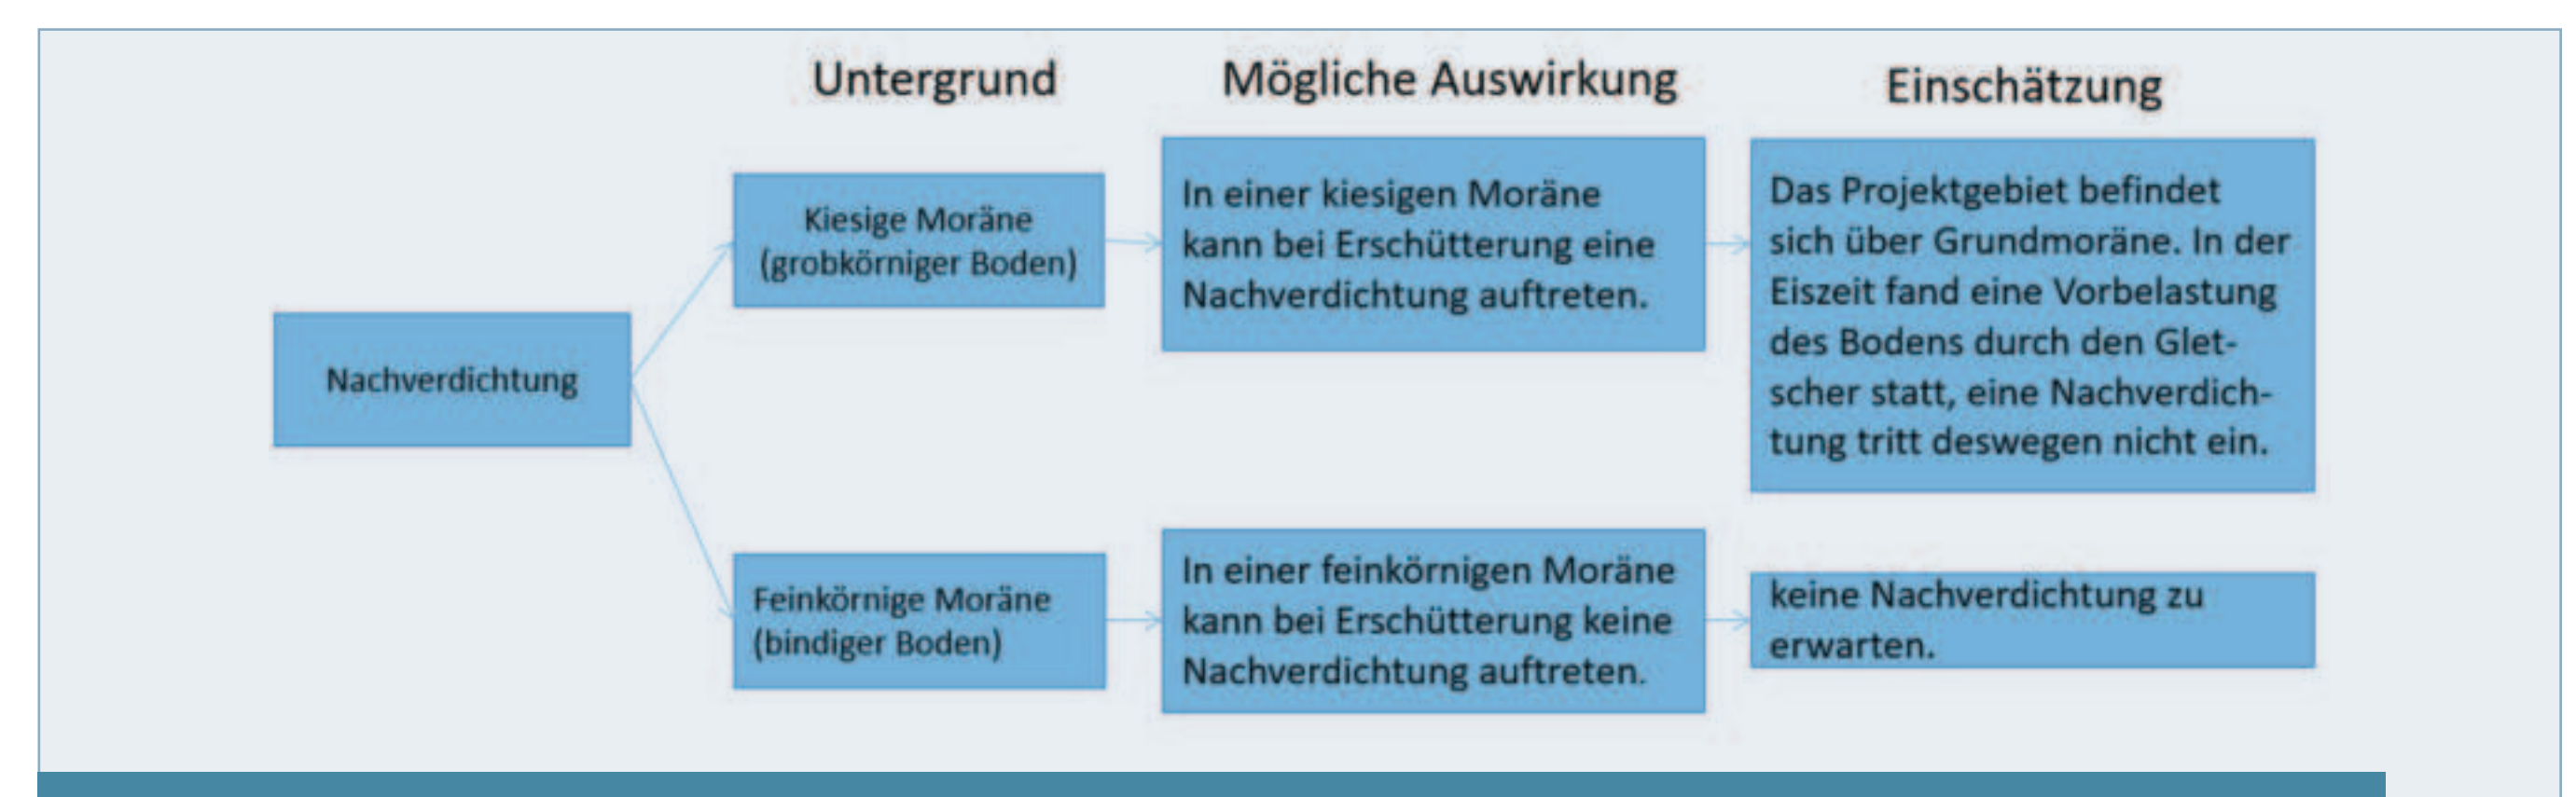 Untergrund
Mögliche Auswirkung
Einschätzung
Nachverdichtung
Kiesige Moräne
(grobkörniger Boden)
In einer kiesigen Moräne
kann bei Erschütterung eine
Nachverdichtung auftreten.
Das Projektgebiet befindet
sich über Grundmoräne. In der
Eiszeit fand eine Vorbelastung
des Bodens durch den Glet-
scher statt, eine Nachverdich-
tung tritt deswegen nicht ein.
Feinkörnige Moräne
(bindiger Boden)
In einer feinkörnigen Moräne
kann bei Erschütterung keine
Nachverdichtung auftreten.
keine Nachverdichtung zu
erwarten.